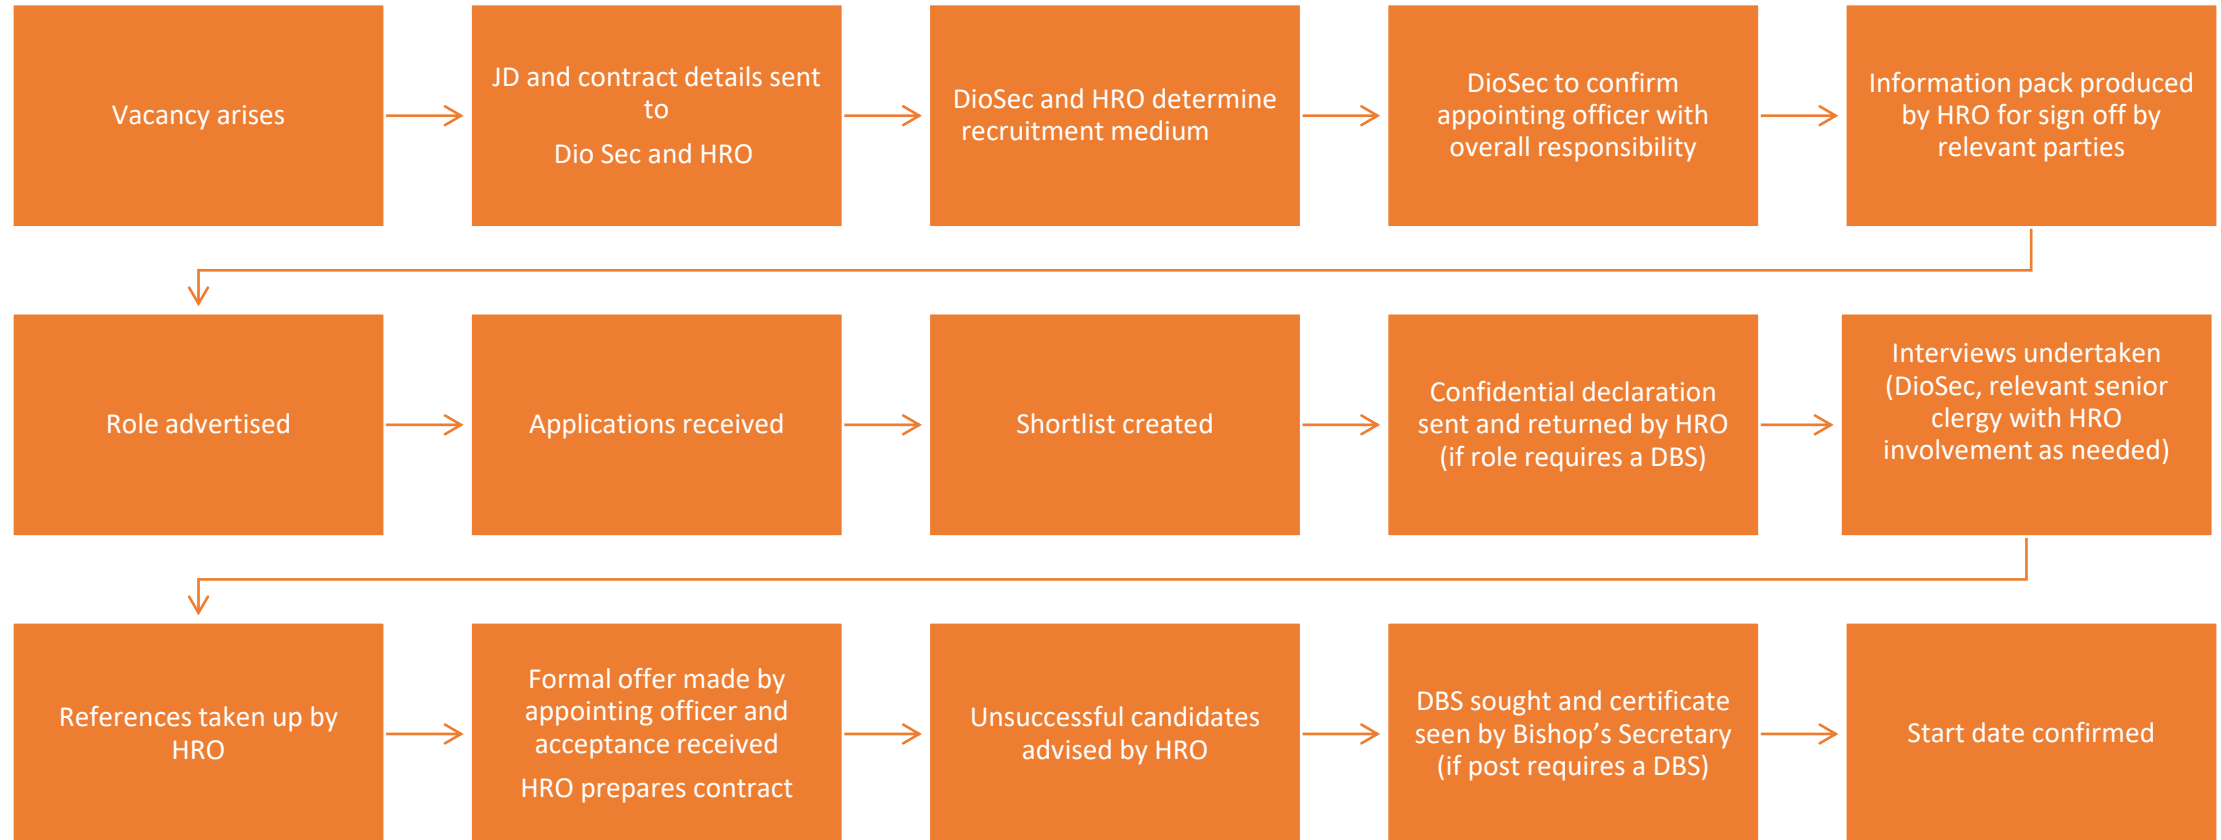 Vacancy arises
JD and contract details sent
to
Dio Sec and HRO
DioSec and HRO determine
recruitment medium
DioSec to confirm
appointing officer with
overall responsibility
Information pack produced
by HRO for sign off by
relevant parties
Role advertised
Applications received
Shortlist created
Confidential declaration
sent and returned by HRO
(if role requires a DBS)
Interviews undertaken
(DioSec, relevant senior
clergy with HRO
involvement as needed)
References taken up by
HRO
Formal offer made by
appointing officer and
acceptance received
HRO prepares contract
Unsuccessful candidates
advised by HRO
DBS sought and certificate
seen by Bishop’s Secretary
(if post requires a DBS)
Start date confirmed